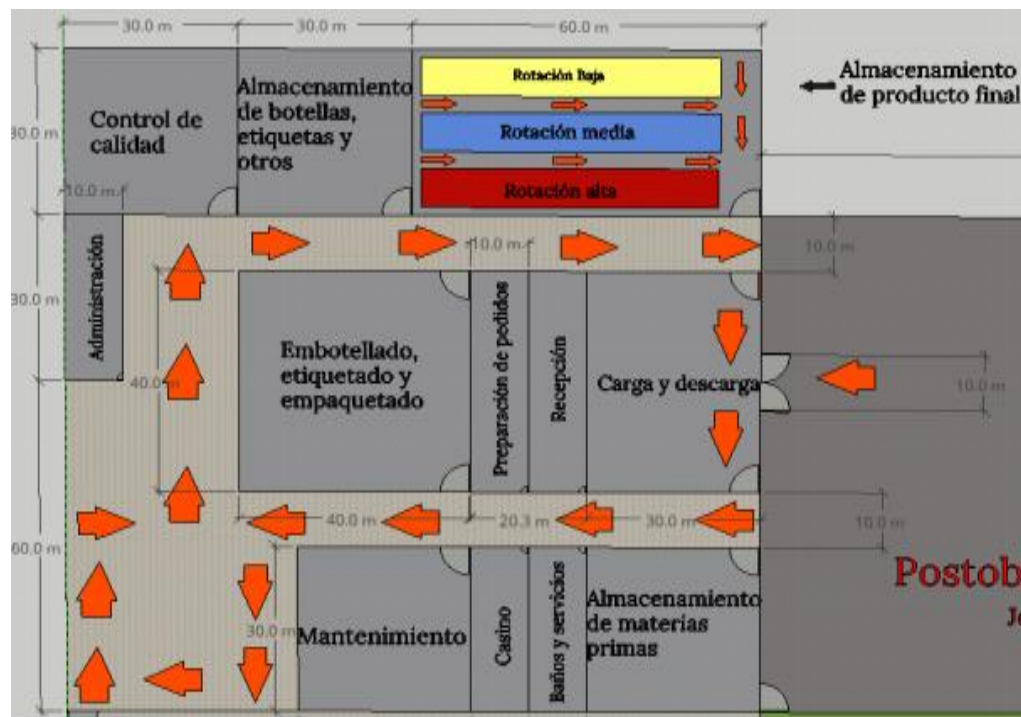 30.0 m
30.0 m
60.0 m
Rotación Baja
Rotación media
Rotación alta
Almacenamiento
de producto final
Control de
calidad
Almacenamiento
de botellas,
etiquetas y
otros
30.0 m
10.0 m
Administración
30.0 m
10.0 m
10.0 m
40.0 m
Embotellado,
etiquetado y
empaquetado
Preparación de pedidos
Recepción
Carga y descarga
10.0 m
40.0 m
20.3 m
30.0 m
10.0 m
60.0 m
30.0 m
Mantenimiento
Casino
Baños y servicios
Almacenamiento
de materias
primas
Postob